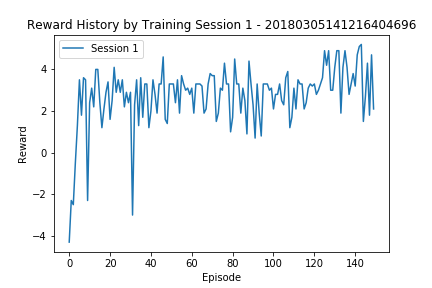 Reward History by Training Session 1 - 20180305141216404696
Session 1
4
2
0
−2
−4
Reward
0 20 40 60 80 100 120 140
Episode